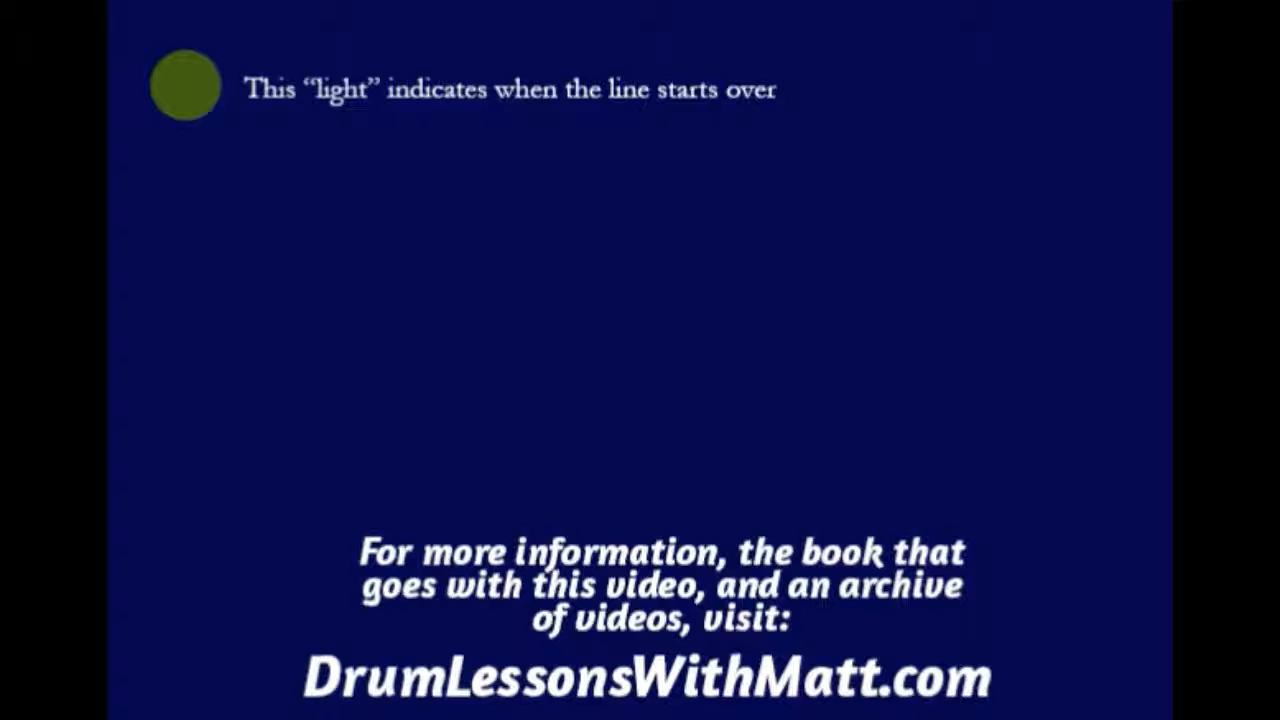 This “light” indicates when the line starts over
For more information, the book that
goes with this video, and an archive
of videos, visit:
DrumLessonsWithMatt.com